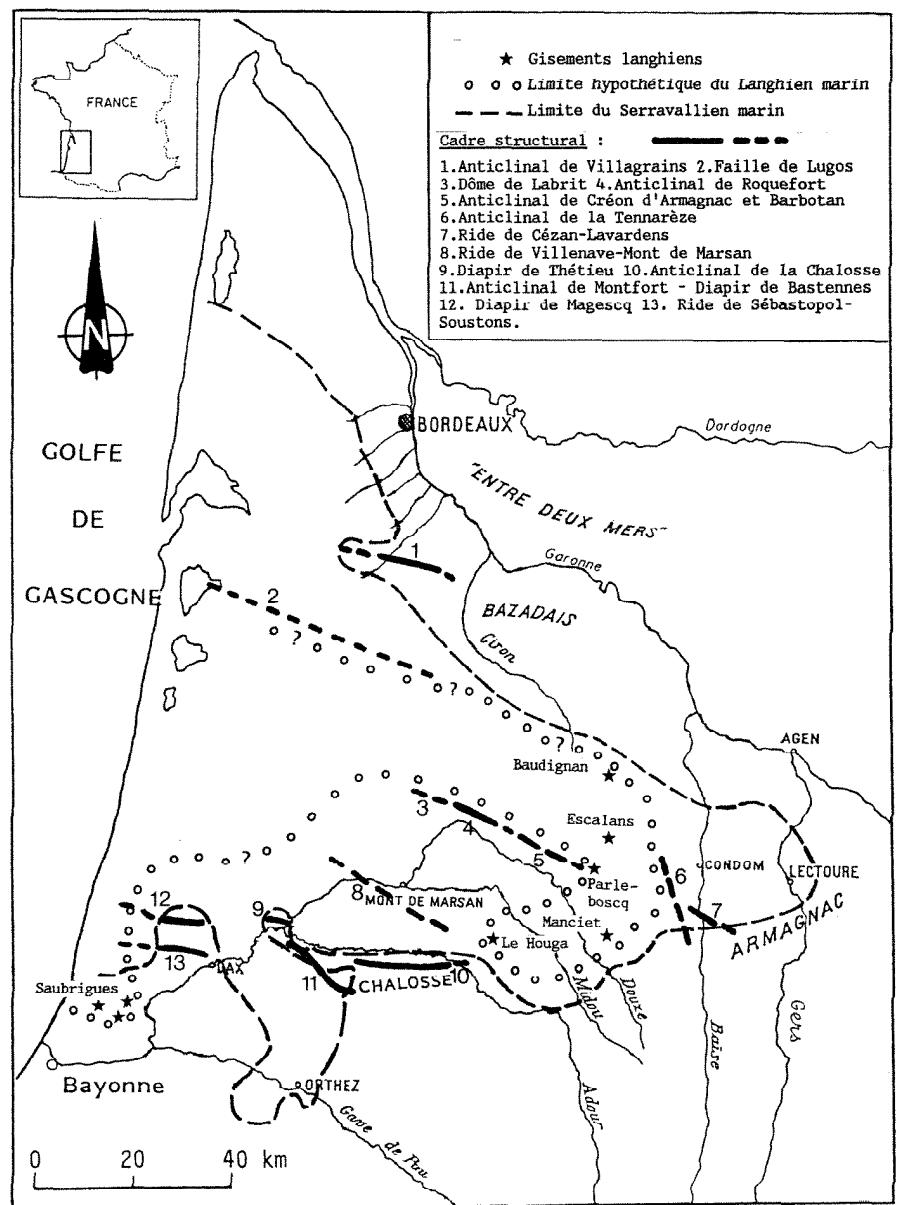 FRANCE
★ Gisements langhiens
o o o Limite hypothétique du Langhien marin
Limite du Serravallien marin
Cadre structural :
1.Anticlinal de Villagrains 2.Faille de Lugos
3.Dôme de Labrit 4.Anticlinal de Roquefort
5.Anticlinal de Créon d'Armagnac et Barbotan
6.Anticlinal de la Tennarèze
7.Ride de Cézan-Lavardens
8.Ride de Villenave-Mont de Marsan
9.Diapir de Thétieu 10.Anticlinal de la Chalosse
11.Anticlinal de Montfort - Diapir de Bastennes
12. Diapir de Magescq 13. Ride de Sébastopol-
Soustons.
N
BORDEAUX
Dordogne
GOLFE
DE
GASCOGNE
"ENTRE DEUX MERS"
1
Garonne
2
BAZADAIS
Ciron
?
?
?
AGEN
Baudignan
3
4
Escalans
5
?
6
CONDOM
LECTOURE
Parle-
boscq
8
MONT DE MARSAN
7
ARMAGNAC
12
9
Manciet
Le Houga
13
DAX
11
CHALOSSE
10
Saubrigues
Midou
Douze
Baise
Gers
Bayonne
ORTHEZ
Adour
Gave de Pau
0 20 40 km